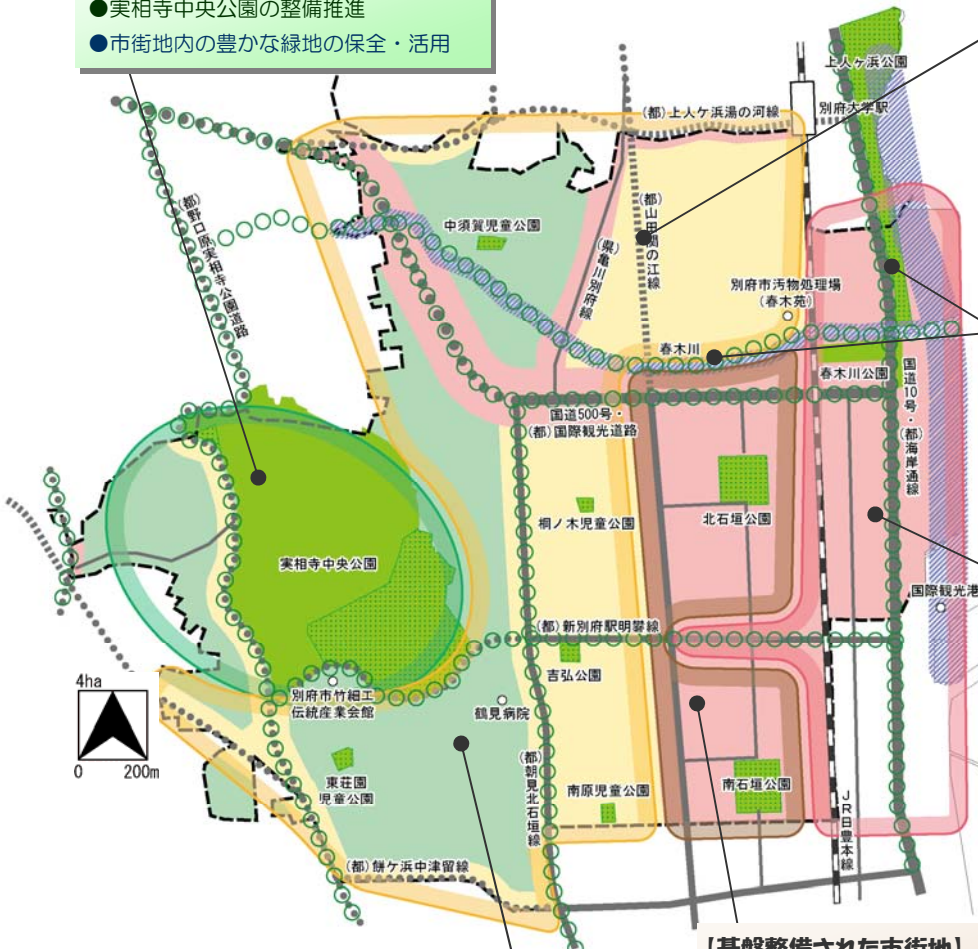 ●実相寺中央公園の整備推進
●市街地内の豊かな緑地の保全・活用
上人ケ浜公園
(都)上人ケ浜湯の河線
別府大学駅
(都)野口原実相寺公園道路
中須賀児童公園
(県)亀川別府線
(都)山田関の江線
別府市汚物処理場
(春木苑)
春木川
春木川公園
国道10号・
(都)海岸通線
国道500号・
(都)国際観光道路
桐ノ木児童公園
北石垣公園
実相寺中央公園
国際観光港
(都)新別府駅明礬線
吉弘公園
4ha
0
200m
別府市竹細工
伝統産業会館
鶴見病院
東荘園
児童公園
(都)朝見北石垣線
南原児童公園
南石垣公園
JR日豊本線
(都)餅ケ浜中津留線
【基盤整備された市街地】